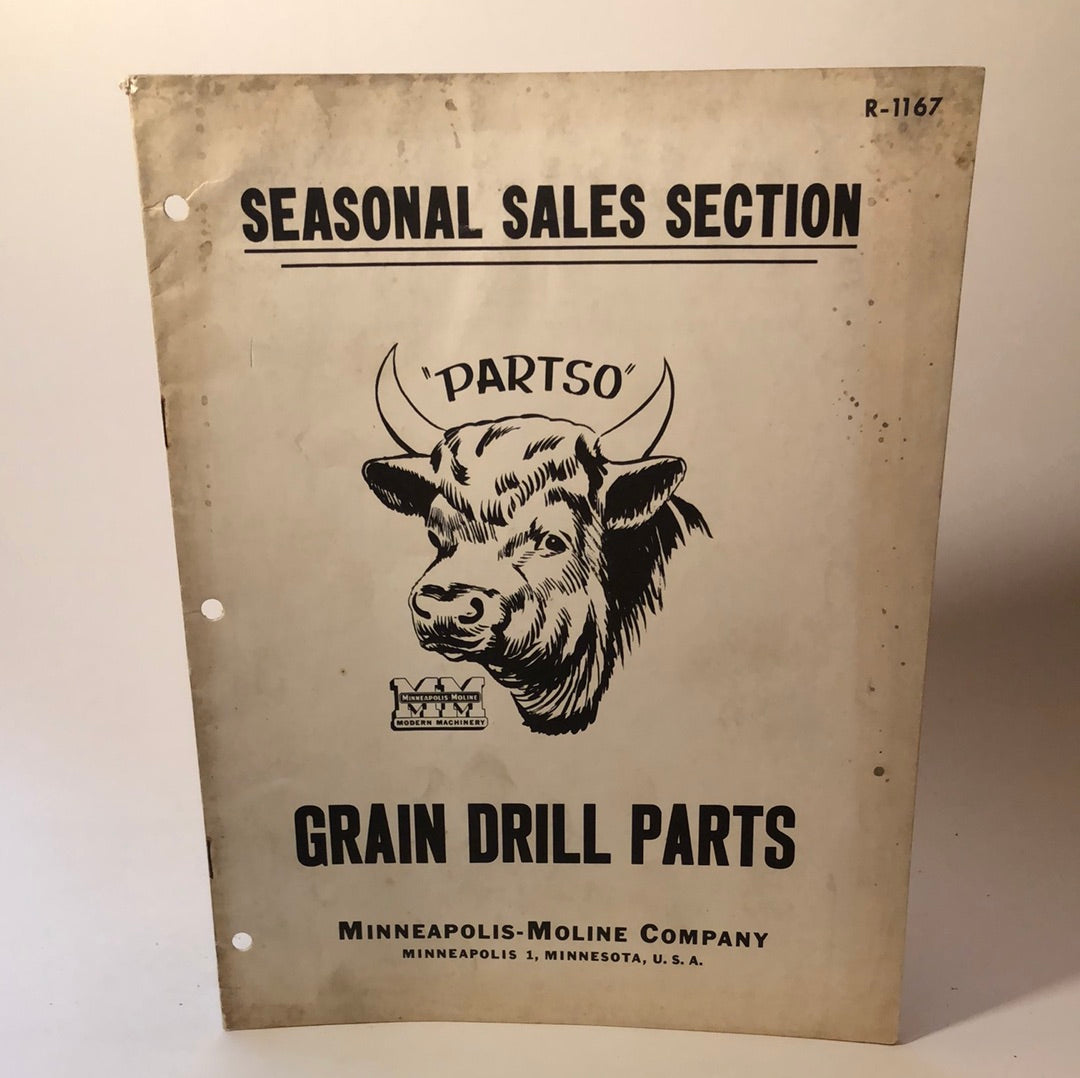 R-1167
SEASONAL SALES SECTION
"PARTSO"
MM
MINNEAPOLIS-MOLINE
MODERN MACHINERY
GRAIN DRILL PARTS
MINNEAPOLIS-MOLINE COMPANY
MINNEAPOLIS 1, MINNESOTA, U. S. A.